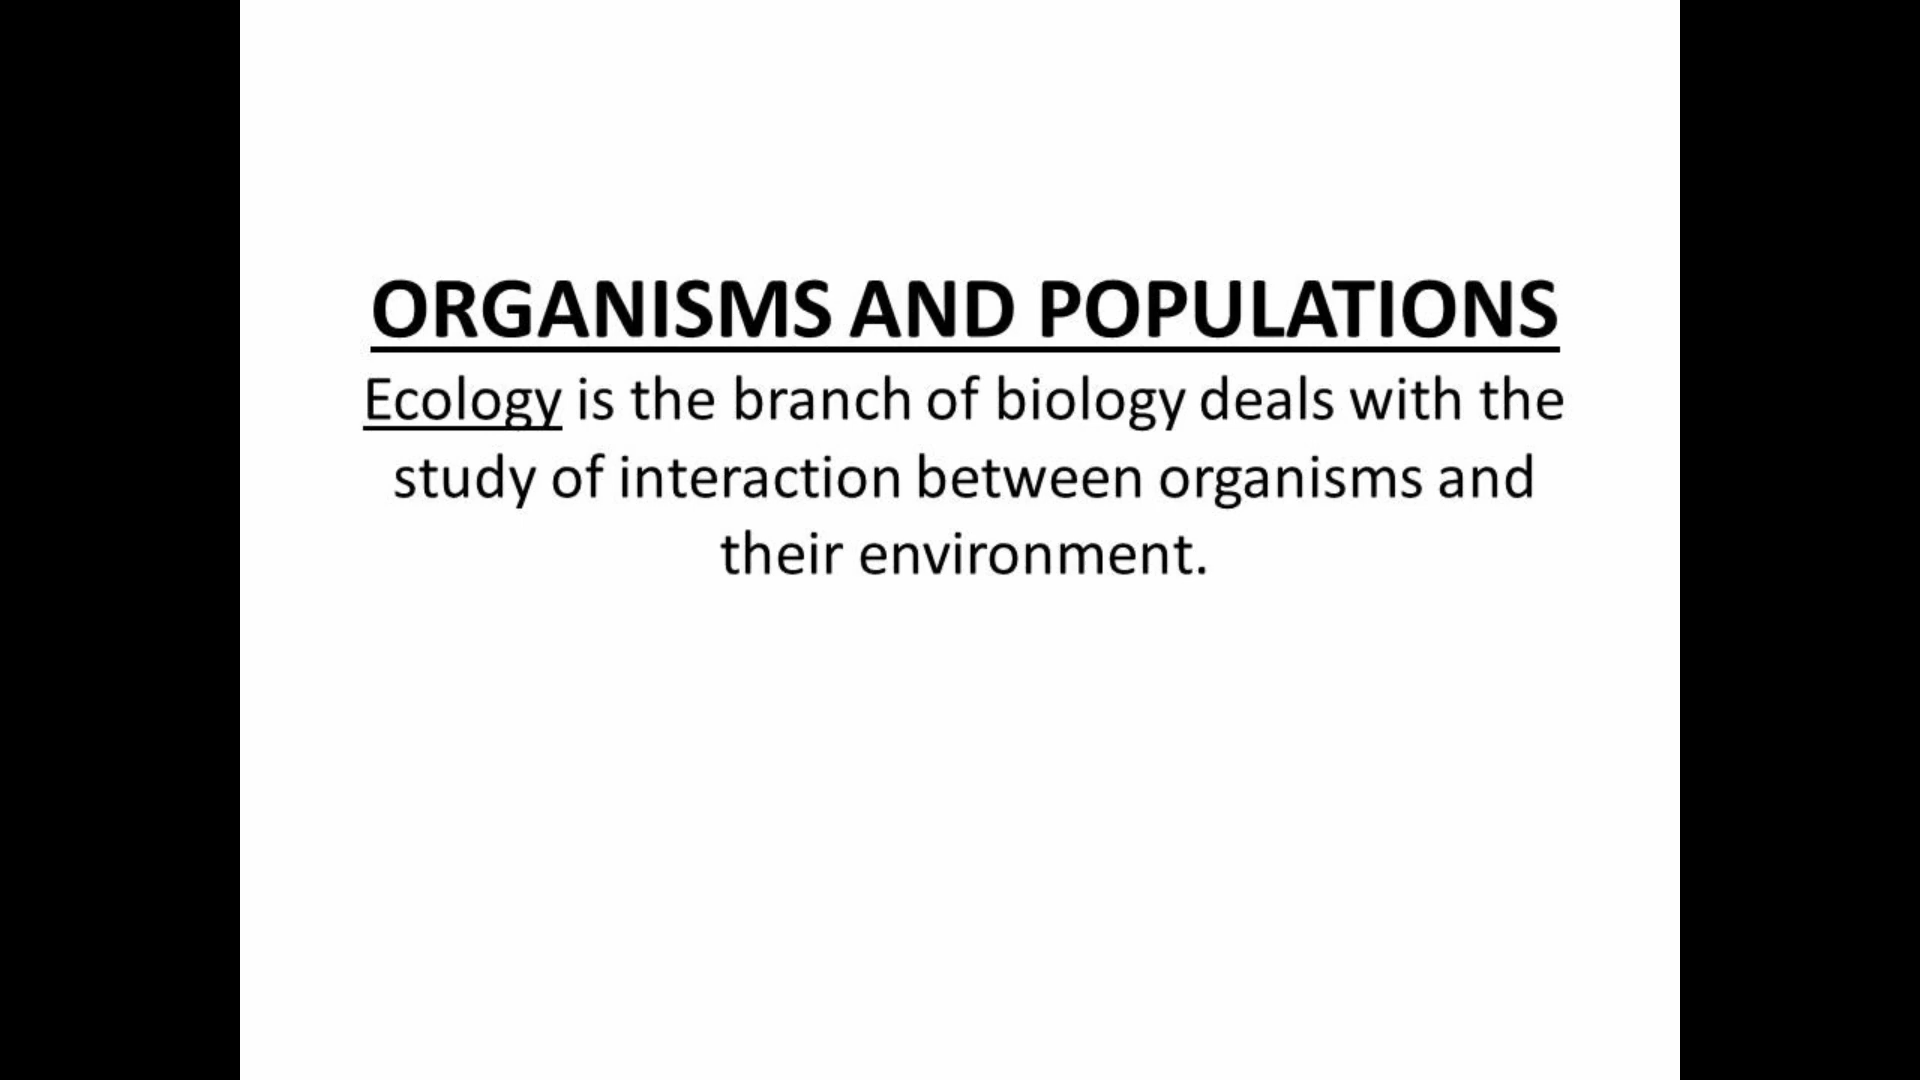 ORGANISMS AND POPULATIONS
Ecology is the branch of biology deals with the
study of interaction between organisms and
their environment.